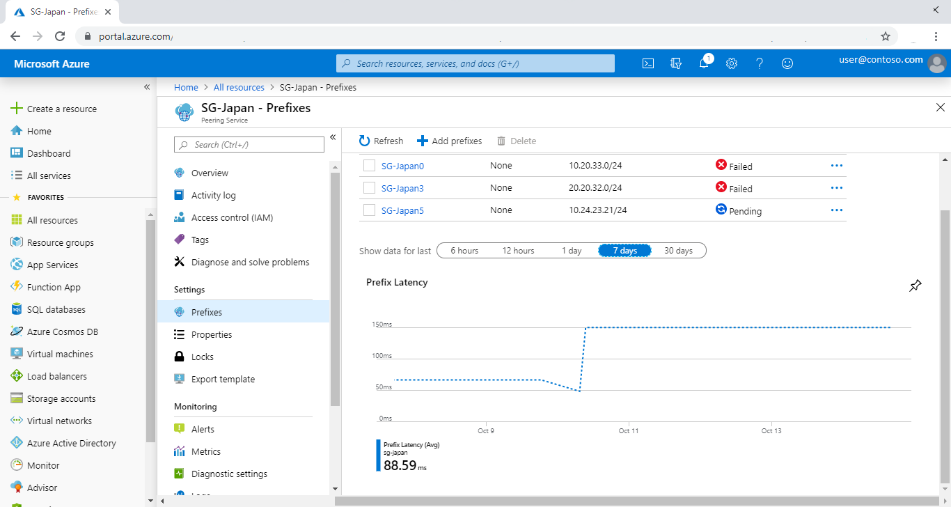 SG-Japan - Prefixes
portal.azure.com/
Microsoft Azure
Search resources, services, and docs (G+/)
1
user@contoso.com
Create a resource
Home
Dashboard
All services
FAVORITES
All resources
Resource groups
App Services
Function App
SQL databases
Azure Cosmos DB
Virtual machines
Load balancers
Storage accounts
Virtual networks
Azure Active Directory
Monitor
Advisor
Home > All resources > SG-Japan - Prefixes
SG-Japan - Prefixes
Peering Service
Search (Ctrl+/)
Overview
Activity log
Access control (IAM)
Tags
Diagnose and solve problems
Settings
Prefixes
Properties
Locks
Export template
Monitoring
Alerts
Metrics
Diagnostic settings
Logs
Refresh Add prefixes Delete
SG-Japan0 None 10.20.33.0/24 Failed
SG-Japan3 None 20.20.32.0/24 Failed
SG-Japan5 None 10.24.23.21/24 Pending
Show data for last 6 hours 12 hours 1 day 7 days 30 days
Prefix Latency
150ms
100ms
50ms
0ms
Oct 9 Oct 11 Oct 13
Prefix Latency (Avg)
sg-japan
88.59 ms